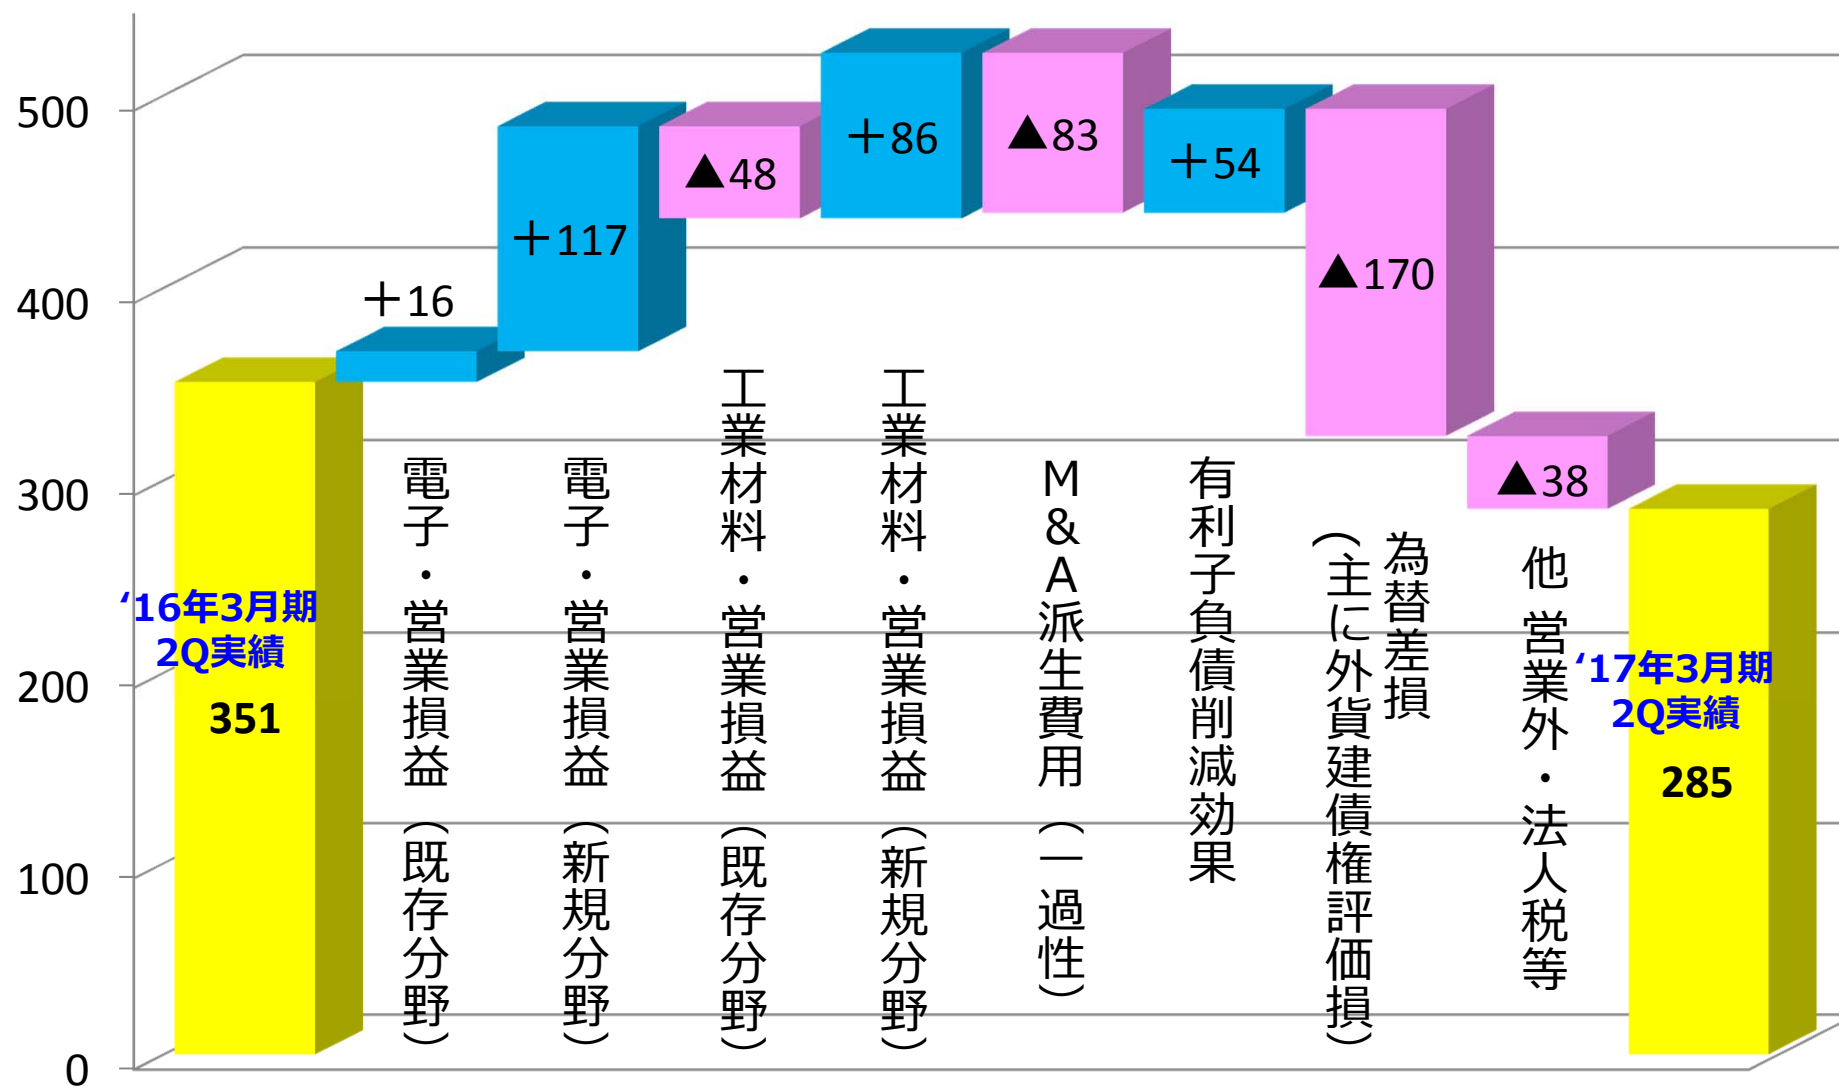 500
400
300
200
100
0
+16
+117
▲48
+86
▲83
+54
▲170
▲38
‘16年3月期
2Q実績
351
電子・営業損益（既存分野）
電子・営業損益（新規分野）
工業材料・営業損益（既存分野）
工業材料・営業損益（新規分野）
M&A派生費用（一過性）
有利子負債削減効果
為替差損
（主に外貨建債権評価損）
他 営業外・法人税等
‘17年3月期
2Q実績
285